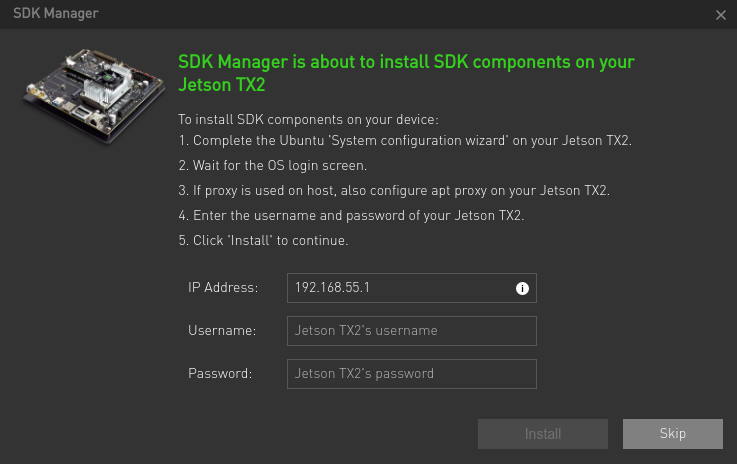 SDK Manager
SDK Manager is about to install SDK components on your
Jetson TX2
To install SDK components on your device:
1. Complete the Ubuntu 'System configuration wizard' on your Jetson TX2.
2. Wait for the OS login screen.
3. If proxy is used on host, also configure apt proxy on your Jetson TX2.
4. Enter the username and password of your Jetson TX2.
5. Click 'Install' to continue.
IP Address: 192.168.55.1
Username: Jetson TX2's username
Password: Jetson TX2's password
Install Skip